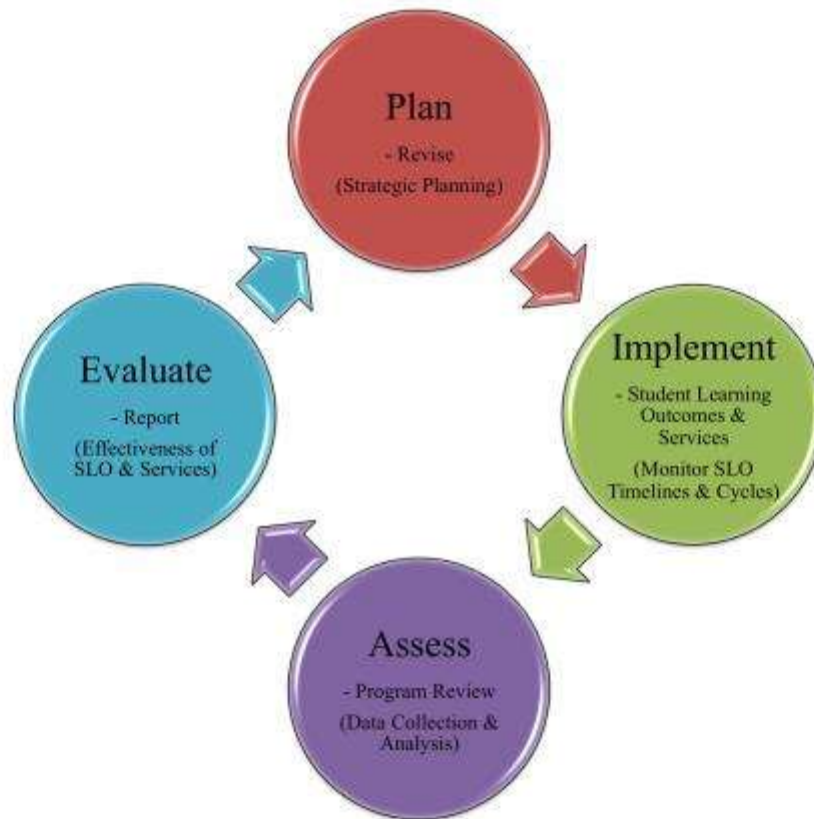 Plan
- Revise
(Strategic Planning)
Implement
- Student Learning
Outcomes &
Services
(Monitor SLO
Timelines & Cycles)
Assess
- Program Review
(Data Collection &
Analysis)
Evaluate
- Report
(Effectiveness of
SLO & Services)